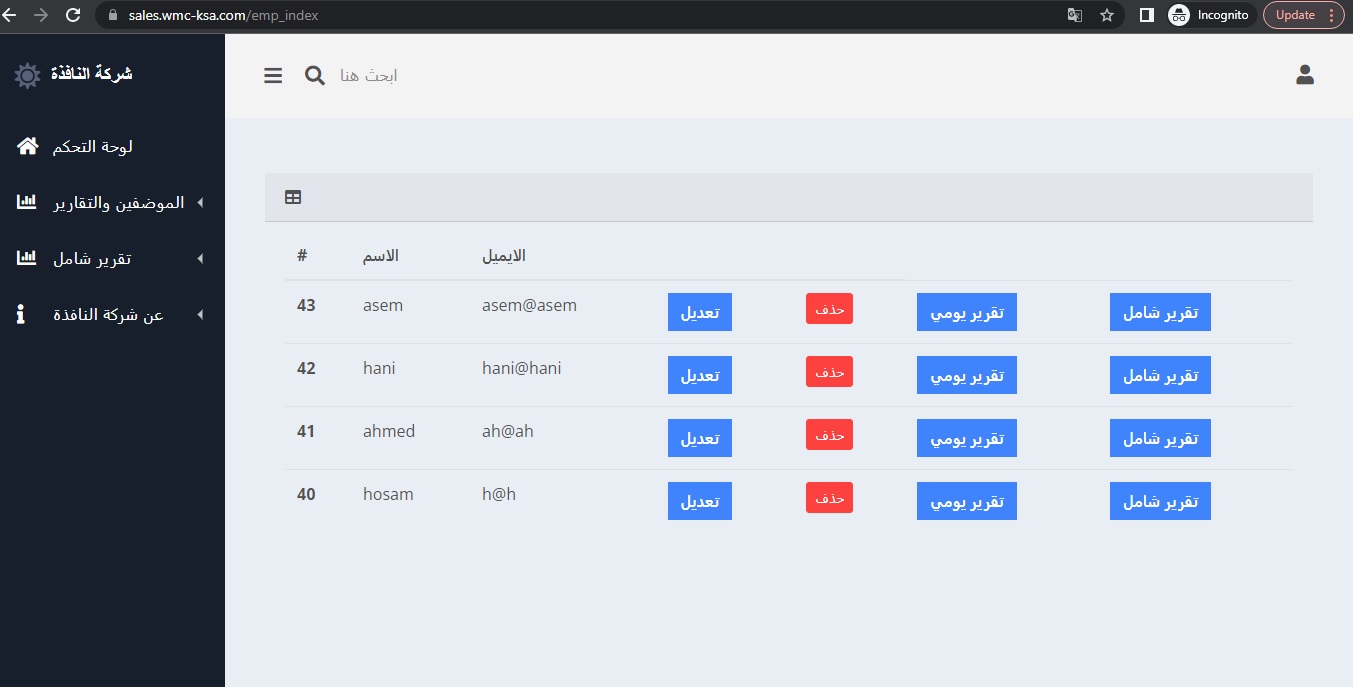 sales.wmc-ksa.com/emp_index
Incognito
Update
شركة النافذة
ابحث هنا
لوحة التحكم
الموضفين والتقارير
تقرير شامل
عن شركة النافذة
# الاسم الايميل
43 asem asem@asem تعديل حذف تقرير يومي تقرير شامل
42 hani hani@hani تعديل حذف تقرير يومي تقرير شامل
41 ahmed ah@ah تعديل حذف تقرير يومي تقرير شامل
40 hosam h@h تعديل حذف تقرير يومي تقرير شامل